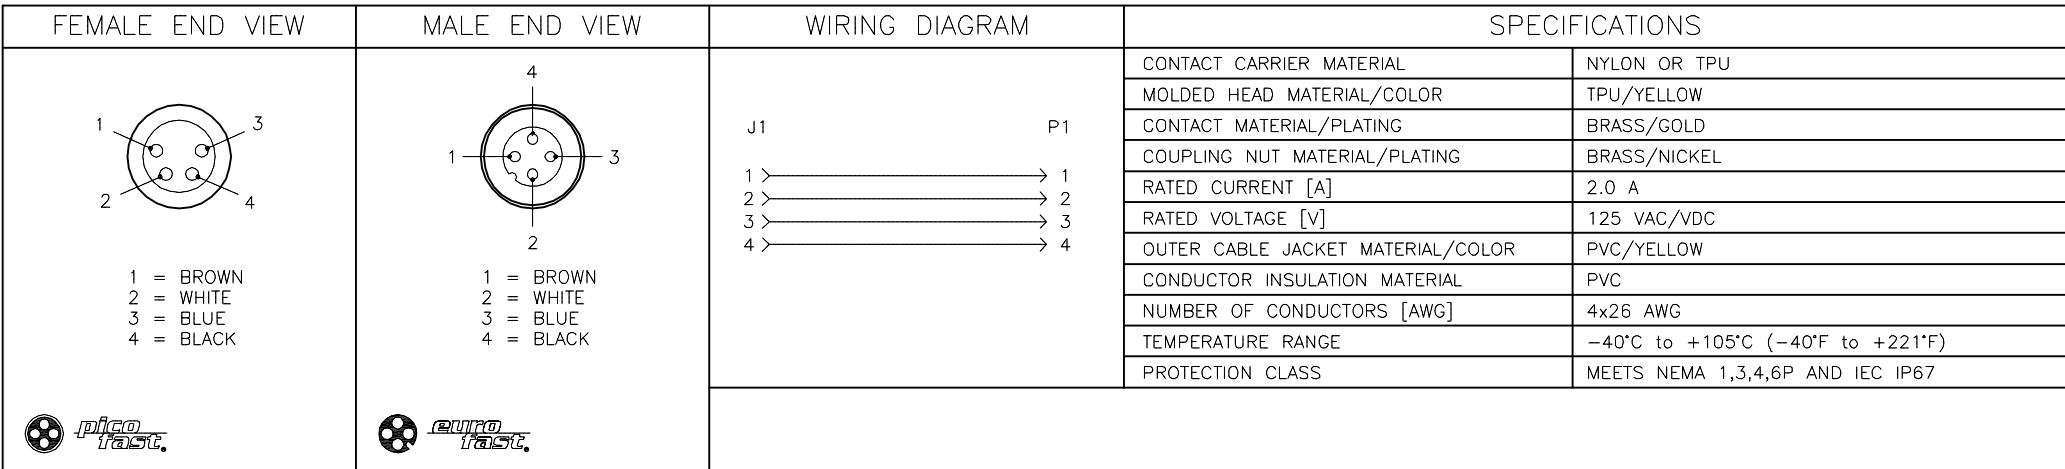 FEMALE END VIEW
1
3
2
4
1 = BROWN
2 = WHITE
3 = BLUE
4 = BLACK
pico
fast.
MALE END VIEW
4
1
3
2
1 = BROWN
2 = WHITE
3 = BLUE
4 = BLACK
euro
fast.
WIRING DIAGRAM
J1 P1
1 1
2 2
3 3
4 4
SPECIFICATIONS
CONTACT CARRIER MATERIAL NYLON OR TPU
MOLDED HEAD MATERIAL/COLOR TPU/YELLOW
CONTACT MATERIAL/PLATING BRASS/GOLD
COUPLING NUT MATERIAL/PLATING BRASS/NICKEL
RATED CURRENT [A] 2.0 A
RATED VOLTAGE [V] 125 VAC/VDC
OUTER CABLE JACKET MATERIAL/COLOR PVC/YELLOW
CONDUCTOR INSULATION MATERIAL PVC
NUMBER OF CONDUCTORS [AWG] 4x26 AWG
TEMPERATURE RANGE -40°C to +105°C (-40°F to +221°F)
PROTECTION CLASS MEETS NEMA 1,3,4,6P AND IEC IP67